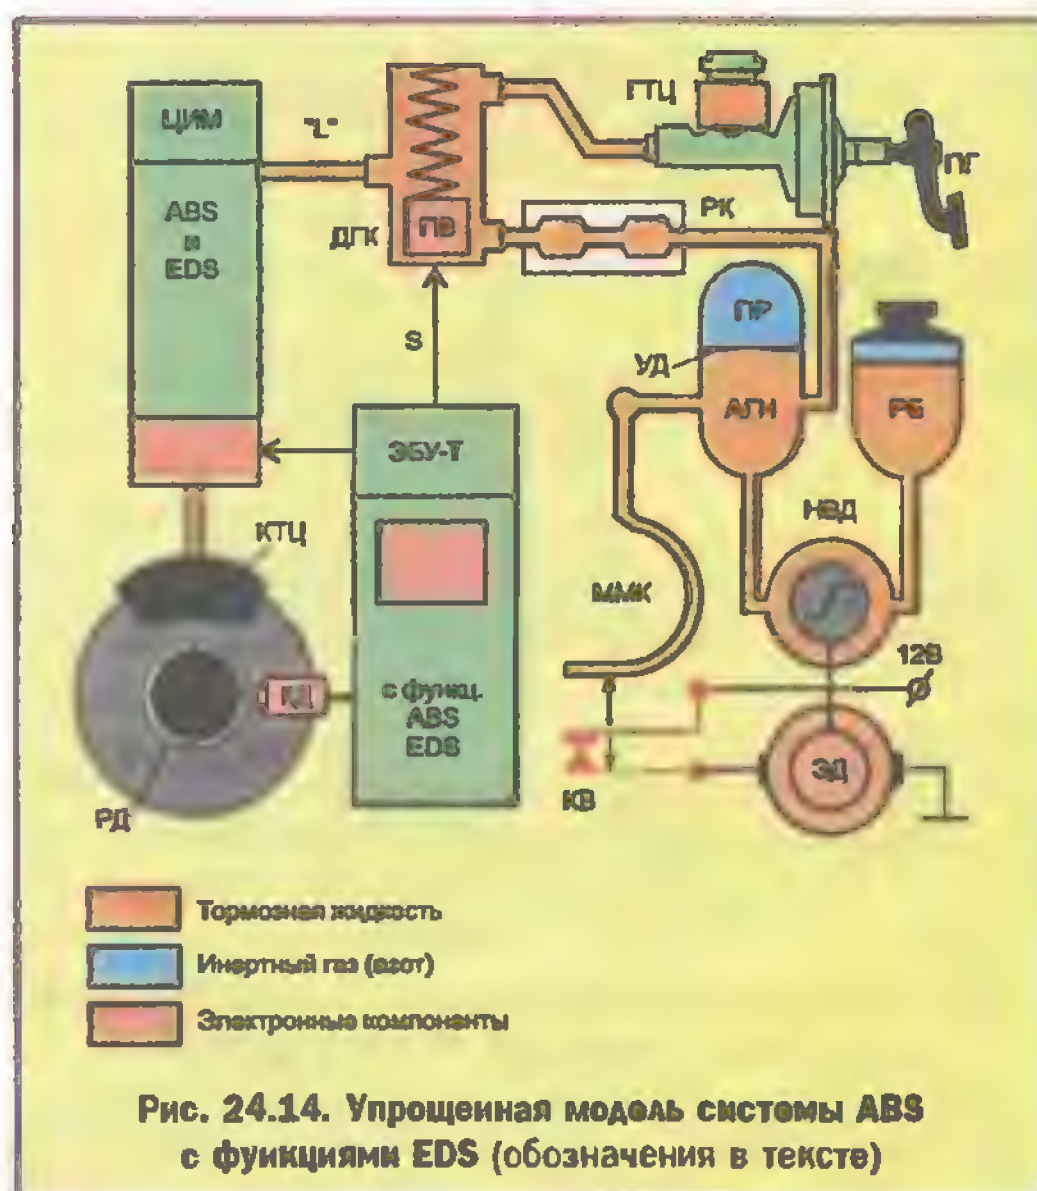 ЦИМ
"L"
ГТЦ
ПГ
ABS
и
EDS
ДГК
ПВ
РК
S
ПР
УД
АГН
РБ
ЭБУ-Т
КТЦ
НВД
ММК
12В
КД
с функц.
ABS
EDS
ЭД
КВ
РД
Тормозная жидкость
Инертный газ (азот)
Электронные компоненты
Рис. 24.14. Упрощенная модель системы ABS
с функциями EDS (обозначения в тексте)